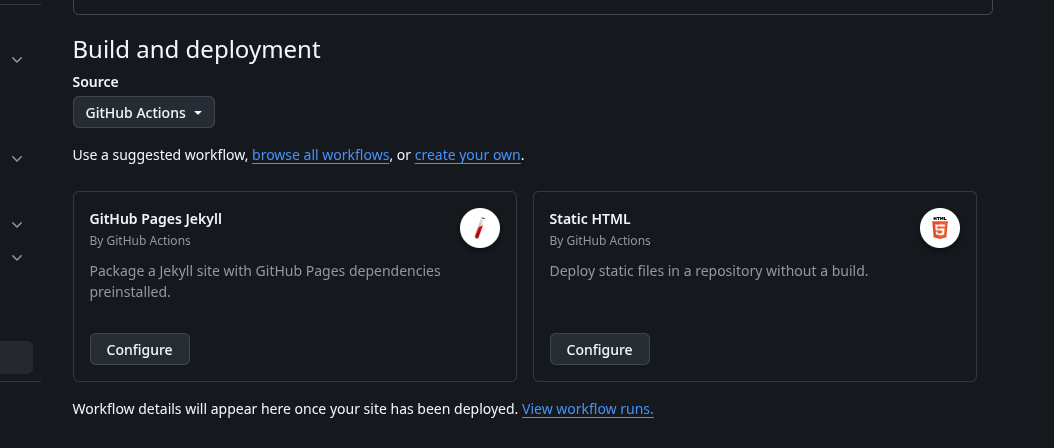 Build and deployment
Source
GitHub Actions
Use a suggested workflow, browse all workflows, or create your own.
GitHub Pages Jekyll
By GitHub Actions
Package a Jekyll site with GitHub Pages dependencies
preinstalled.
Configure
Static HTML
By GitHub Actions
Deploy static files in a repository without a build.
HTML
5
Configure
Workflow details will appear here once your site has been deployed. View workflow runs.